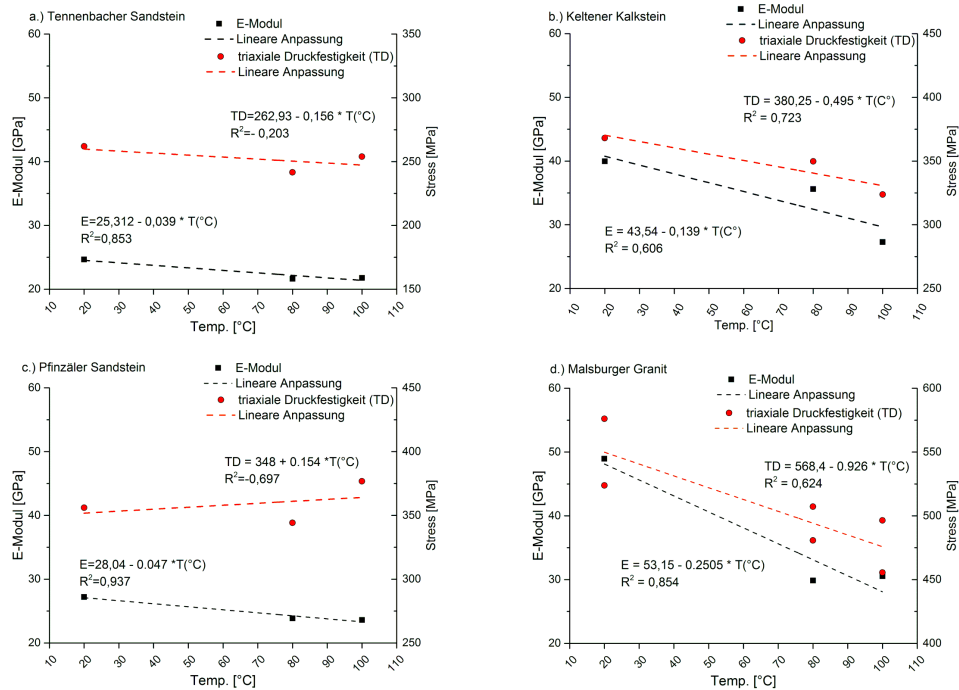 a.) Tennenbacher Sandstein
E-Modul
Lineare Anpassung
triaxiale Druckfestigkeit (TD)
Lineare Anpassung
TD=262,93 - 0,156 * T(°C)
R²=- 0,203
E=25,312 - 0,039 * T(°C)
R²=0,853
E-Modul [GPa]
60
50
40
30
20
Stress [MPa]
350
300
250
200
150
10 20 30 40 50 60 70 80 90 100 110
Temp. [°C]
b.) Keltener Kalkstein
E-Modul
Lineare Anpassung
triaxiale Druckfestigkeit (TD)
Lineare Anpassung
TD = 380,25 - 0,495 * T(C°)
R² = 0,723
E = 43,54 - 0,139 * T(C°)
R² = 0,606
E-Modul [GPa]
60
50
40
30
20
Stress [MPa]
450
400
350
300
250
10 20 30 40 50 60 70 80 90 100 110
Temp. [°C]
c.) Pfinzäler Sandstein
E-Modul
Lineare Anpassung
triaxiale Druckfestigkeit (TD)
Lineare Anpassung
TD = 348 + 0.154 *T(°C)
R²=-0,697
E=28,04 - 0.047 *T(°C)
R²=0,937
E-Modul [GPa]
60
50
40
30
20
Stress [MPa]
450
400
350
300
250
10 20 30 40 50 60 70 80 90 100 110
Temp. [°C]
d.) Malsburger Granit
E-Modul
Lineare Anpassung
triaxiale Druckfestigkeit (TD)
Lineare Anpassung
TD = 568,4 - 0.926 * T(°C)
R² = 0,624
E = 53,15 - 0.2505 * T(°C)
R² = 0,854
E-Modul [GPa]
60
50
40
30
20
Stress [MPa]
600
550
500
450
400
10 20 30 40 50 60 70 80 90 100 110
Temp. [°C]